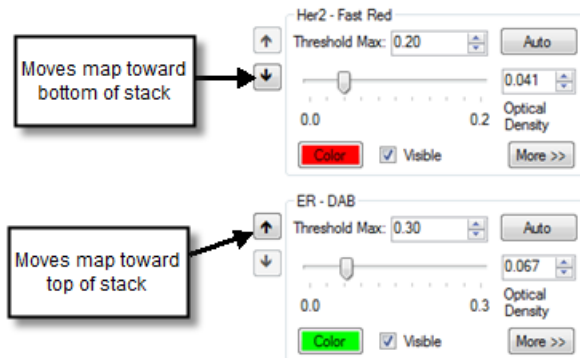 Her2 - Fast Red
Threshold Max: 0.20 Auto
Moves map toward
bottom of stack
0.041
0.0 0.2 Optical
Density
Color Visible More >>
ER - DAB
Threshold Max: 0.30 Auto
Moves map toward
top of stack
0.067
0.0 0.3 Optical
Density
Color Visible More >>